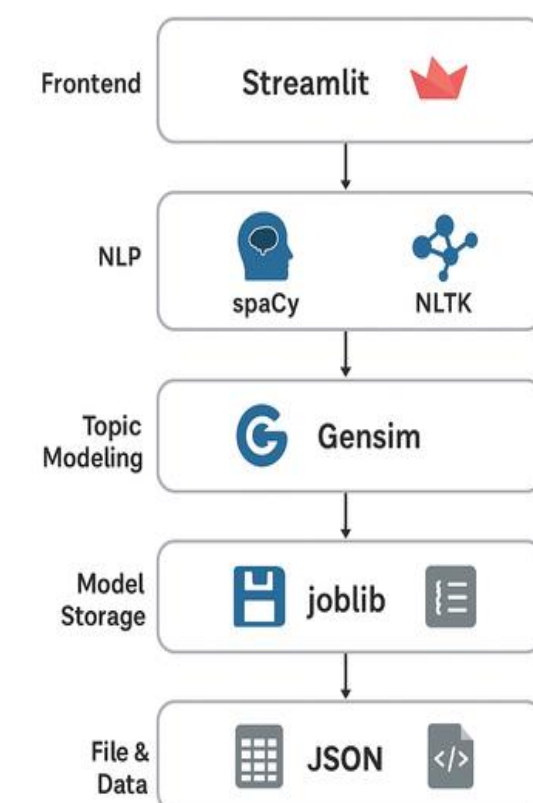 Frontend
Streamlit
NLP
spaCy
NLTK
Topic
Modeling
Gensim
Model
Storage
joblib
File &
Data
JSON
</>